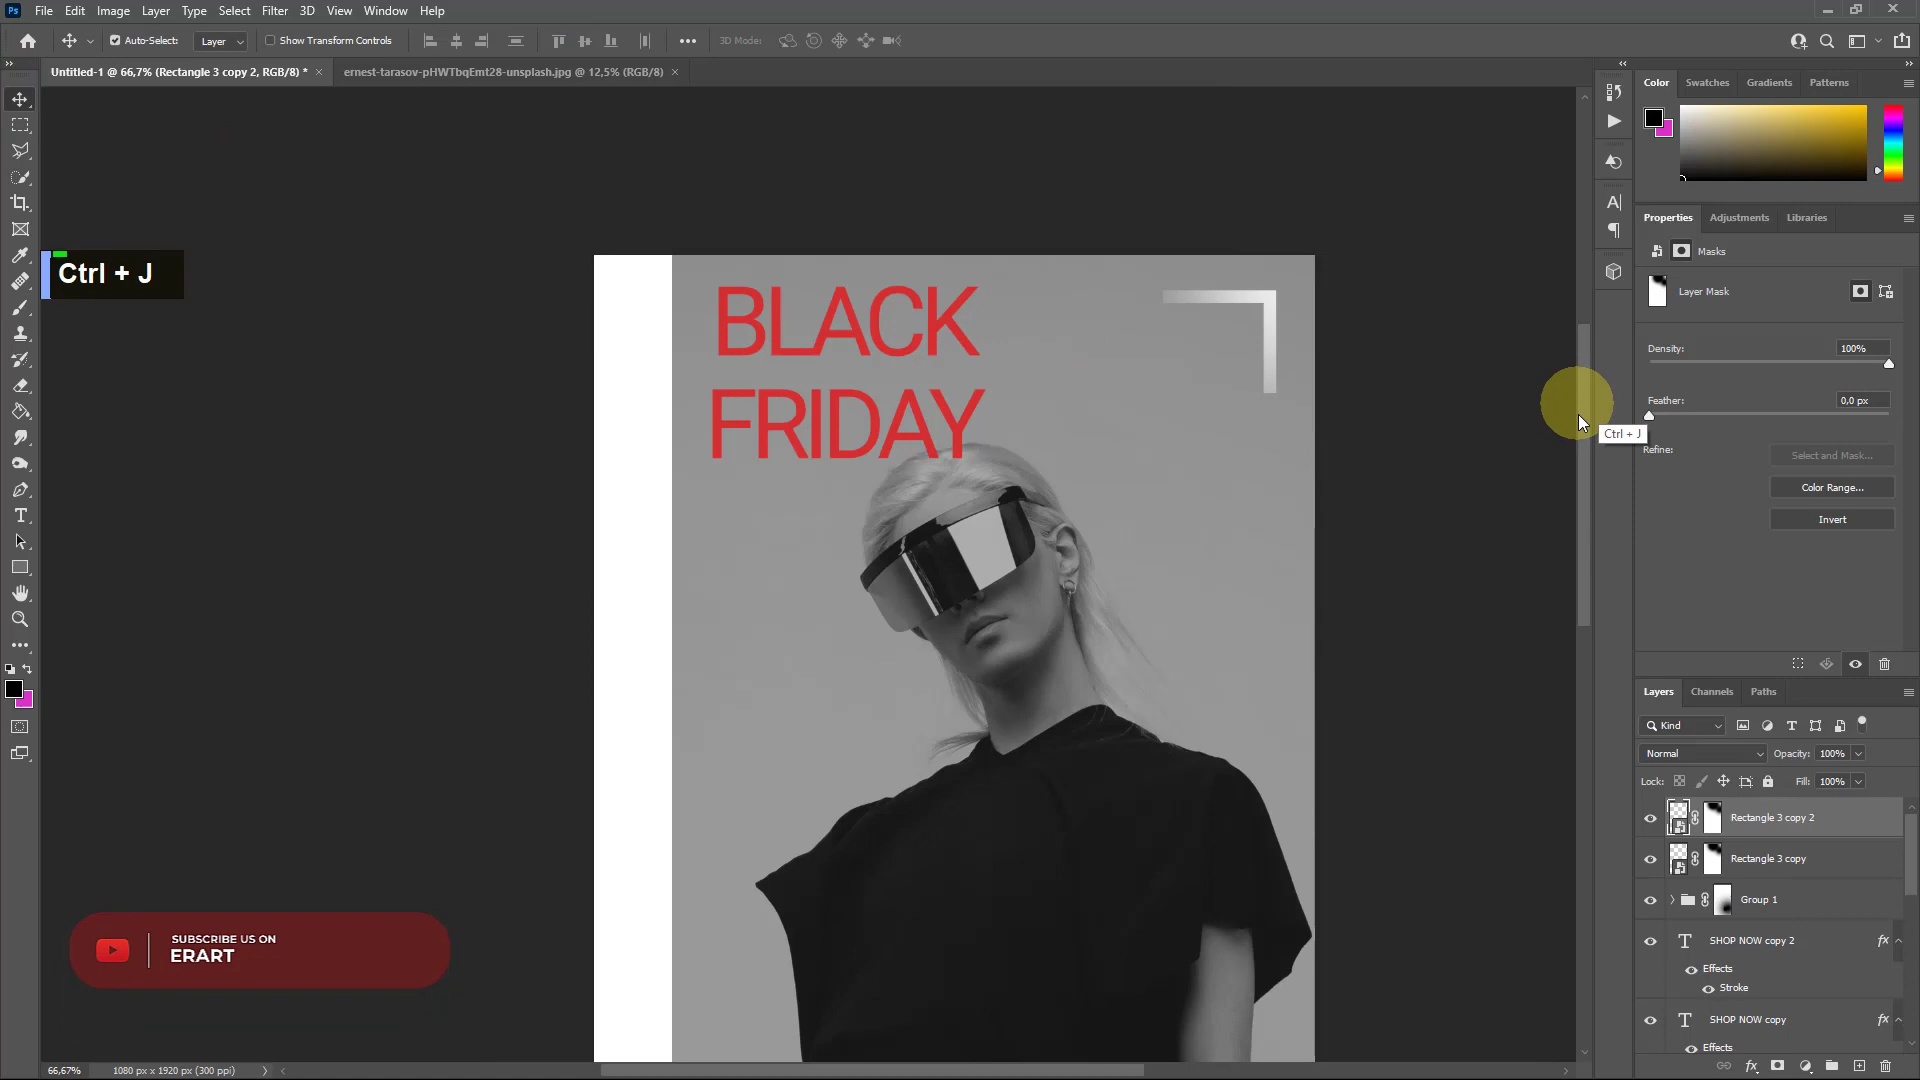 Ps File Edit Image Layer Type Select Filter 3D View Window Help
Auto-Select: Layer Show Transform Controls 3D Mode:
Untitled-1 @ 66,7% (Rectangle 3 copy 2, RGB/8) * × ernest-tarasov-pHWTbqEmt28-unsplash.jpg @ 12,5% (RGB/8) ×
Color Swatches Gradients Patterns
Properties Adjustments Libraries
Masks
Layer Mask
Density: 100%
Feather: 0,0 px
Refine: Select and Mask...
Color Range...
Invert
Ctrl + J
Ctrl + J
BLACK
FRIDAY
SUBSCRIBE US ON
ERART
Layers Channels Paths
Kind
Normal Opacity: 100%
Lock: Fill: 100%
Rectangle 3 copy 2
Rectangle 3 copy
Group 1
SHOP NOW copy 2 fx
Effects
Stroke
SHOP NOW copy fx
Effects
66,67% 1080 px x 1920 px (300 ppi)